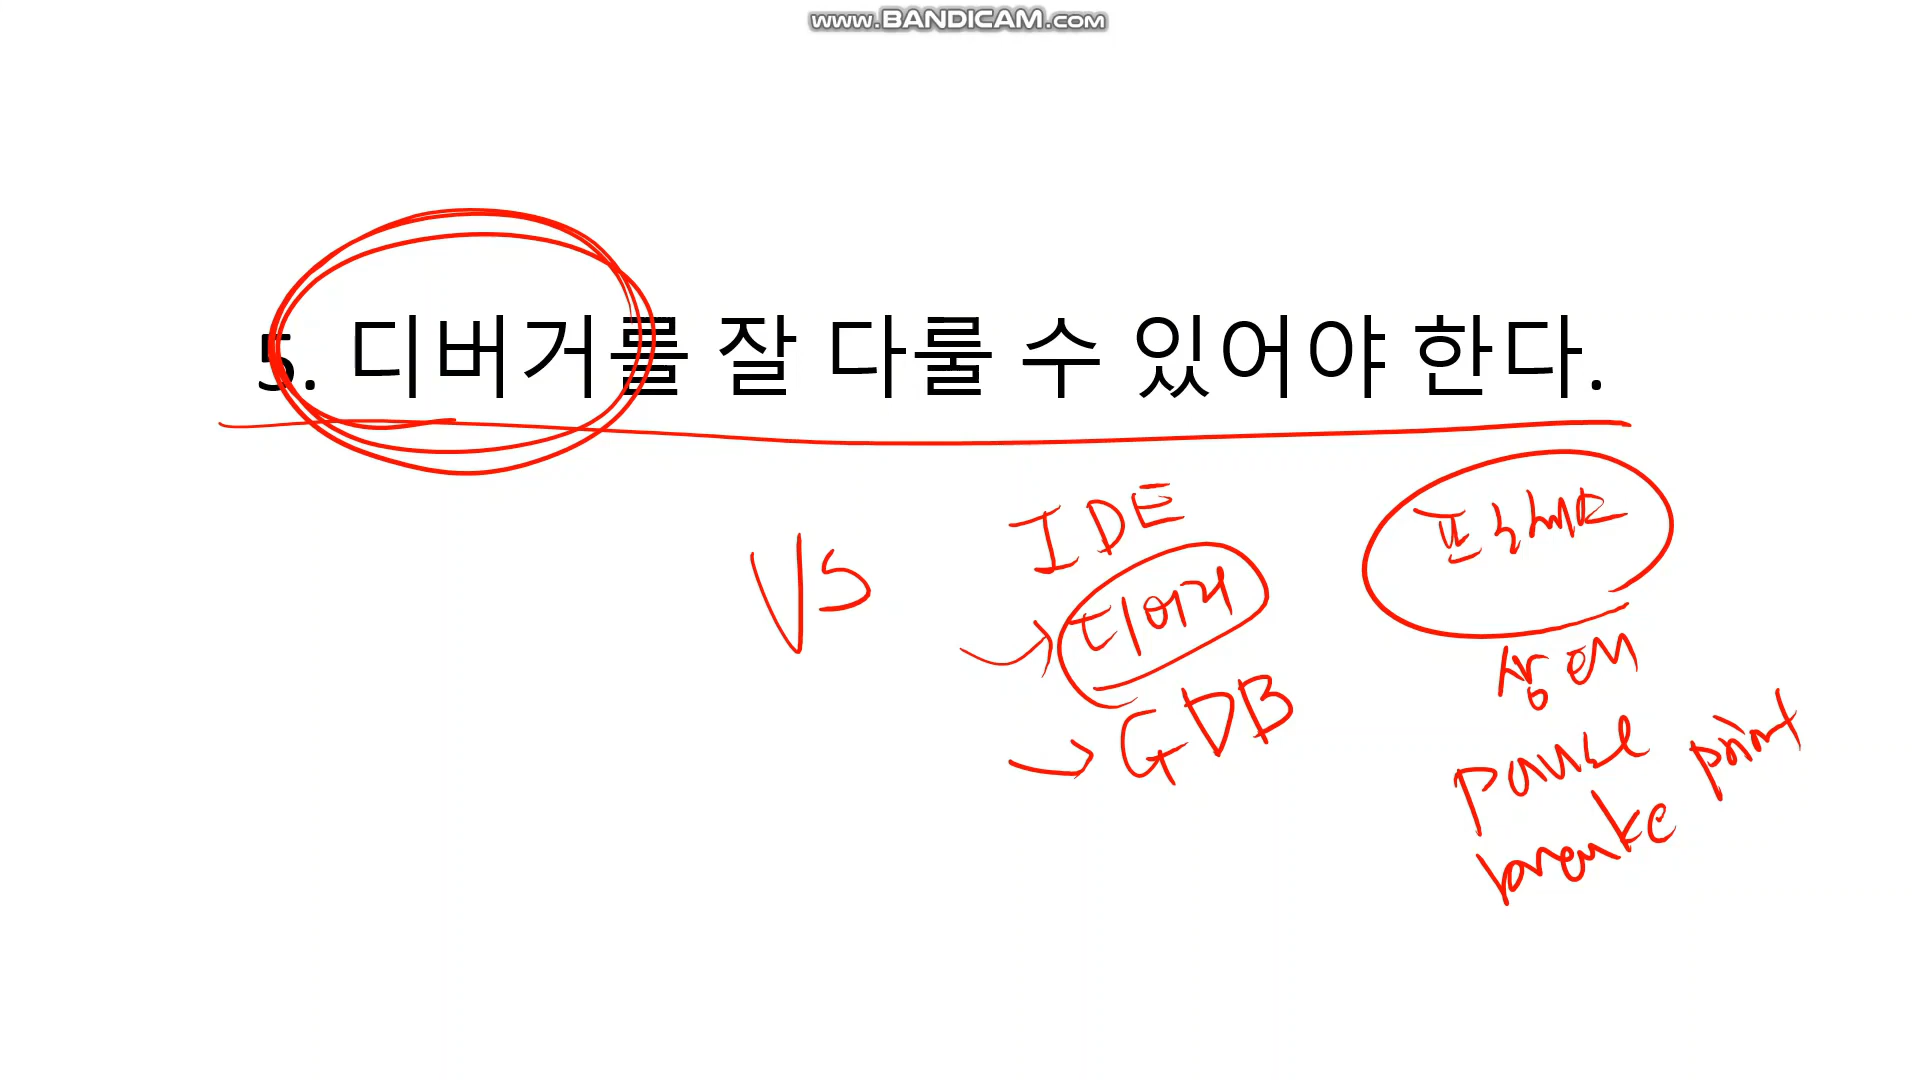 www.BANDICAM.com
5. 디버거를 잘 다룰 수 있어야 한다.
VS
IDE
디버거
GDB
프로세스
상태
pause
breake point